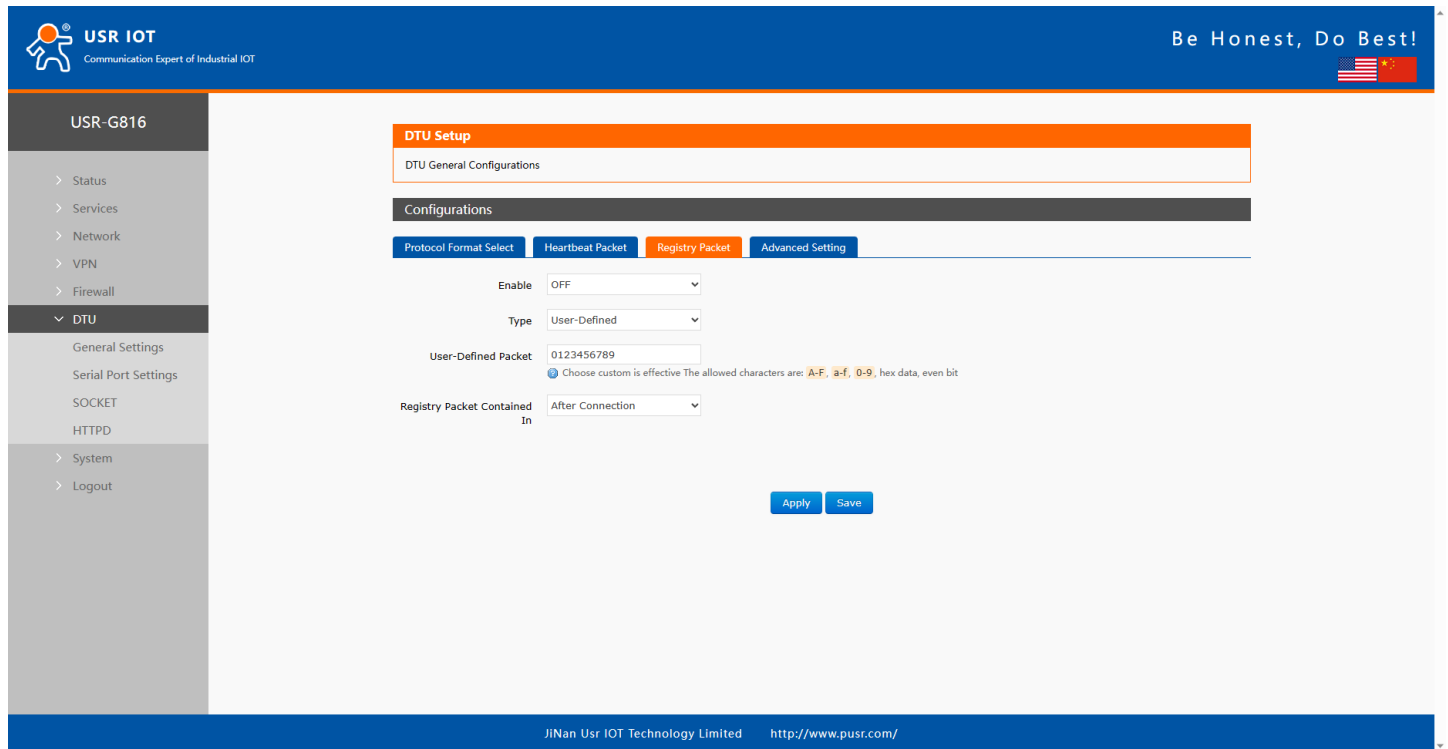 USR IOT
Communication Expert of Industrial IOT
Be Honest, Do Best!
USR-G816
Status
Services
Network
VPN
Firewall
DTU
General Settings
Serial Port Settings
SOCKET
HTTPD
System
Logout
DTU Setup
DTU General Configurations
Configurations
Protocol Format Select Heartbeat Packet Registry Packet Advanced Setting
Enable OFF
Type User-Defined
User-Defined Packet 0123456789
Choose custom is effective The allowed characters are: A-F, a-f, 0-9, hex data, even bit
Registry Packet Contained After Connection
In
Apply Save
JiNan Usr IOT Technology Limited http://www.pusr.com/